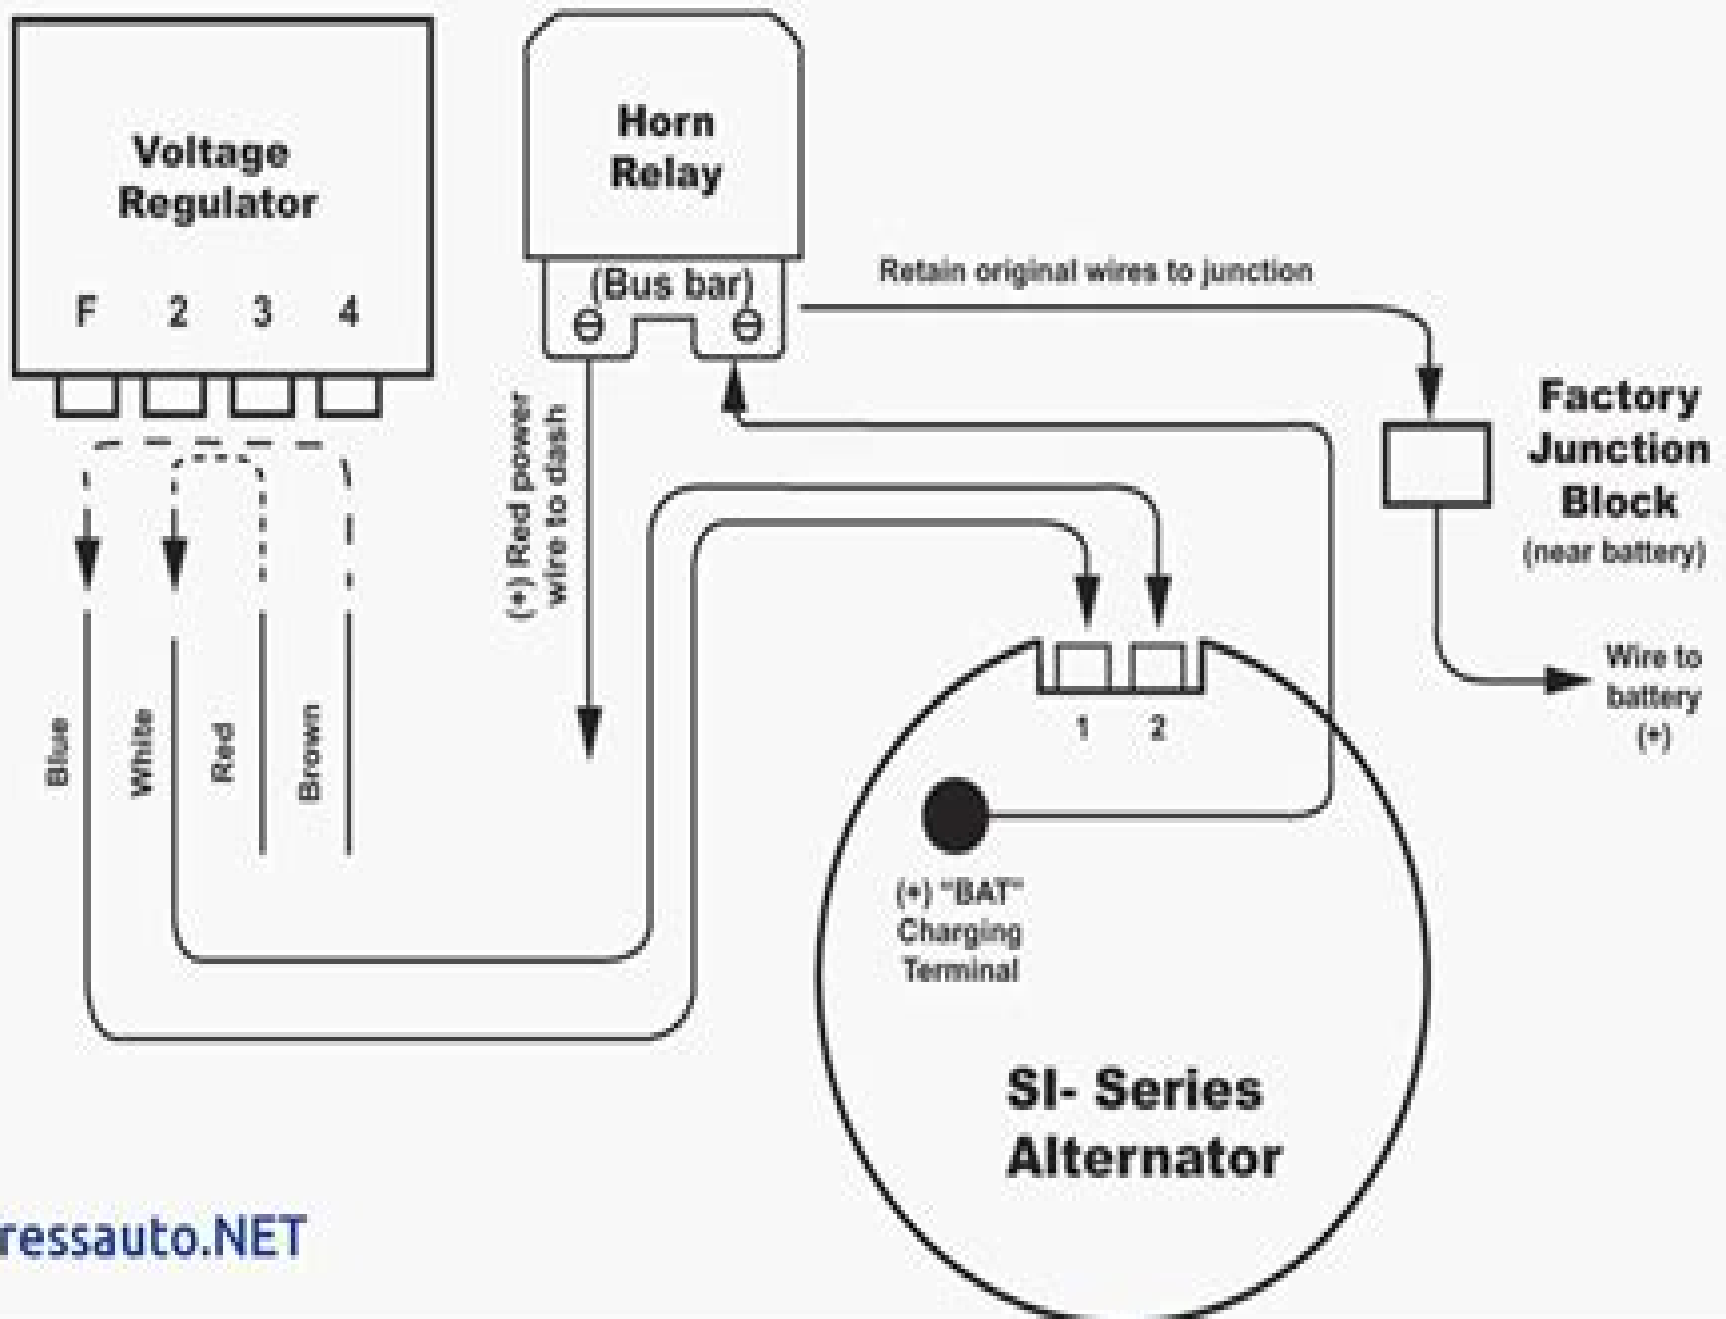 Voltage
Regulator
F 2 3 4
Horn
Relay
(Bus bar)
Retain original wires to junction
Factory
Junction
Block
(near battery)
Wire to
battery
(+)
(+) Red power
wire to dash
Blue
White
Red
Brown
1 2
(+) "BAT"
Charging
Terminal
SI- Series
Alternator
ressauto.NET